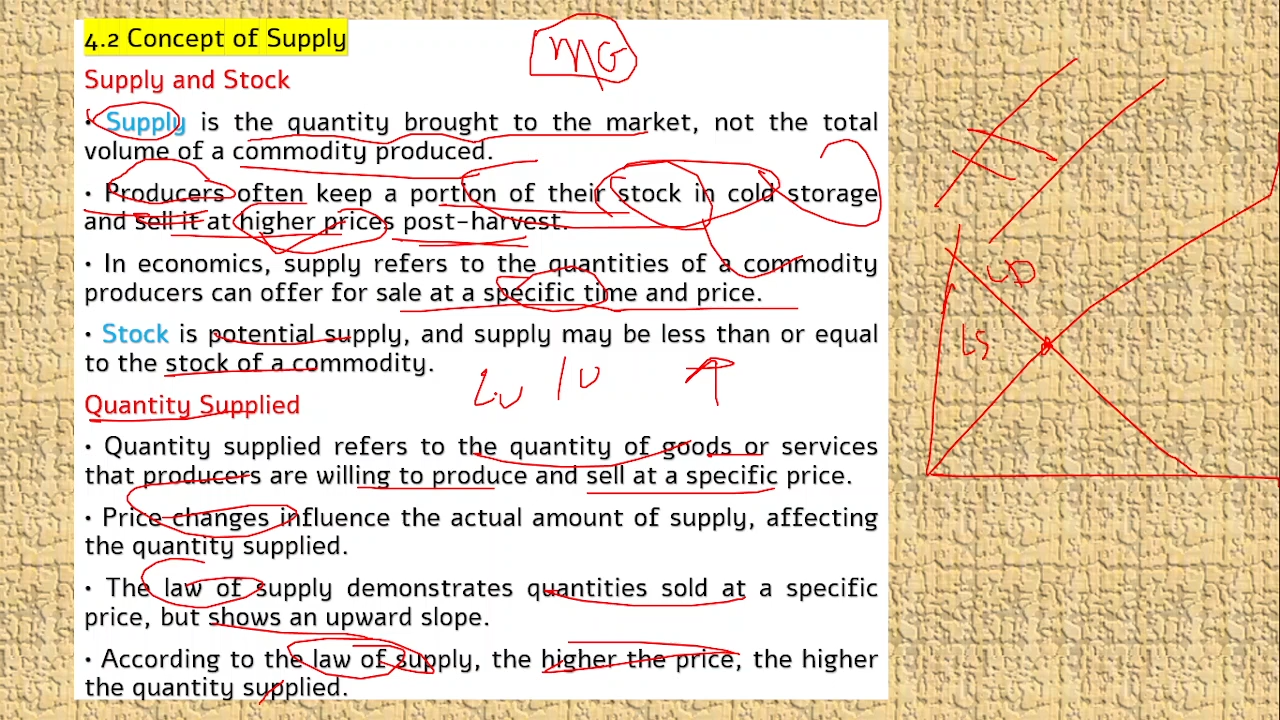 4.2 Concept of Supply
MG
Supply and Stock
• Supply is the quantity brought to the market, not the total
volume of a commodity produced.
• Producers often keep a portion of their stock in cold storage
and sell it at higher prices post-harvest.
• In economics, supply refers to the quantities of a commodity
producers can offer for sale at a specific time and price.
• Stock is potential supply, and supply may be less than or equal
to the stock of a commodity.
Quantity Supplied
• Quantity supplied refers to the quantity of goods or services
that producers are willing to produce and sell at a specific price.
• Price changes influence the actual amount of supply, affecting
the quantity supplied.
• The law of supply demonstrates quantities sold at a specific
price, but shows an upward slope.
• According to the law of supply, the higher the price, the higher
the quantity supplied.